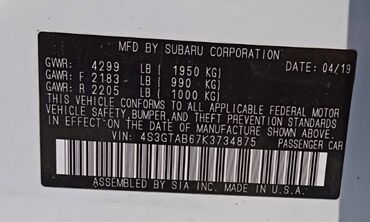 MFD BY SUBARU CORPORATION DATE: 04/19
GVWR: 4299 LB ( 1950 KG)
GAWR: F 2183 LB ( 990 KG)
GAWR: R 2205 LB ( 1000 KG)
THIS VEHICLE CONFORMS TO ALL APPLICABLE FEDERAL MOTOR
VEHICLE SAFETY, BUMPER, AND THEFT PREVENTION STANDARDS
IN EFFECT ON THE DATE OF MANUFACTURE SHOWN ABOVE.
VIN: 4S3GTAB67K3734875 PASSENGER CAR
ASSEMBLED BY SIA INC. MADE IN U.S.A.